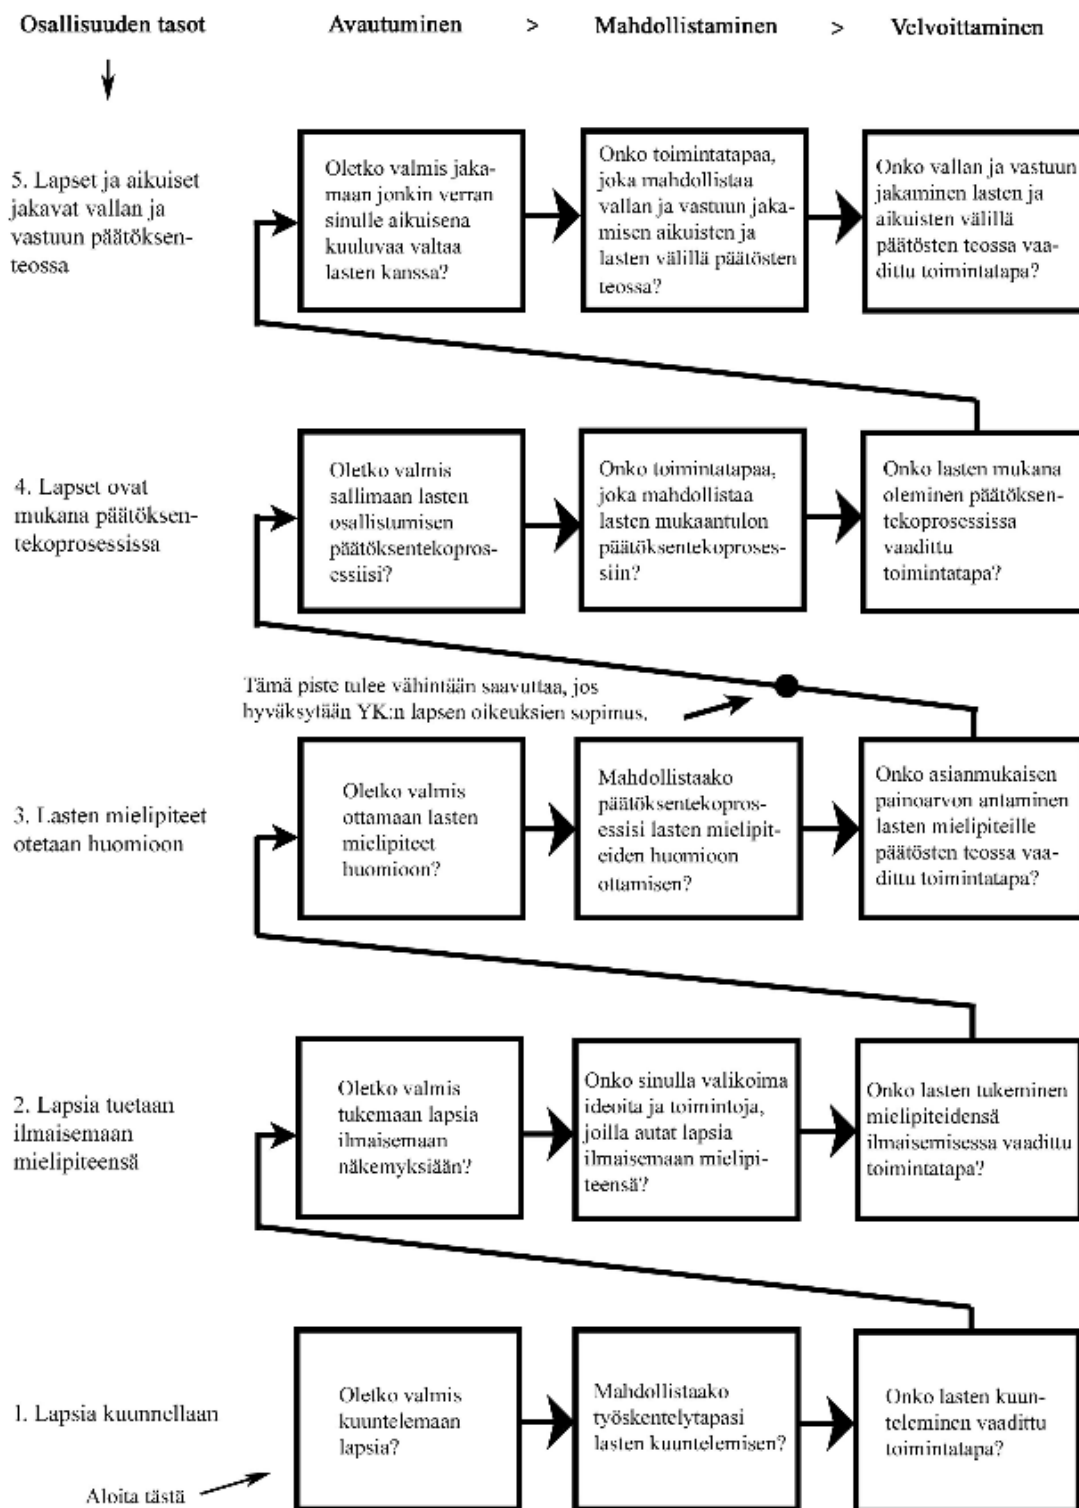 Osallisuuden tasot Avautuminen > Mahdollistaminen > Velvoittaminen
5. Lapset ja aikuiset
jakavat vallan ja
vastuun päätöksen-
teossa
Oletko valmis jaka-
maan jonkin verran
sinulle aikuisena
kuuluvaa valtaa
lasten kanssa?
Onko toimintatapaa,
joka mahdollistaa
vallan ja vastuun jaka-
misen aikuisten ja
lasten välillä päätösten
teossa?
Onko vallan ja vastuun
jakaminen lasten ja
aikuisten välillä
päätösten teossa vaa-
dittu toimintatapa?
4. Lapset ovat
mukana päätöksen-
tekoprosessissa
Oletko valmis
sallimaan lasten
osallistumisen
päätöksentekopros-
essiisi?
Onko toimintatapaa,
joka mahdollistaa
lasten mukaantulon
päätöksentekoproses-
siin?
Onko lasten mukana
oleminen päätöksen-
tekoprosessissa
vaadittu
toimintatapa?
Tämä piste tulee vähintään saavuttaa, jos
hyväksytään YK:n lapsen oikeuksien sopimus.
3. Lasten mielipiteet
otetaan huomioon
Oletko valmis
ottamaan lasten
mielipiteet
huomioon?
Mahdollistaako
päätöksentekopros-
essisi lasten mielipit-
eiden huomioon
ottamisen?
Onko asianmukaisen
painoarvon antaminen
lasten mielipiteille
päätösten teossa vaa-
dittu toimintatapa?
2. Lapsia tuetaan
ilmaisemaan
mielipiteensä
Oletko valmis
tukemaan lapsia
ilmaisemaan
näkemyksiään?
Onko sinulla valikoima
ideoita ja toimintoja,
joilla autat lapsia
ilmaisemaan mielipi-
teensä?
Onko lasten tukeminen
mielipiteidensä
ilmaisemisessa vaadittu
toimintatapa?
1. Lapsia kuunnellaan
Oletko valmis
kuuntelemaan
lapsia?
Mahdollistaako
työskentelytapasi
lasten kuuntelemisen?
Onko lasten kuun-
teleminen vaadittu
toimintatapa?
Aloita tästä